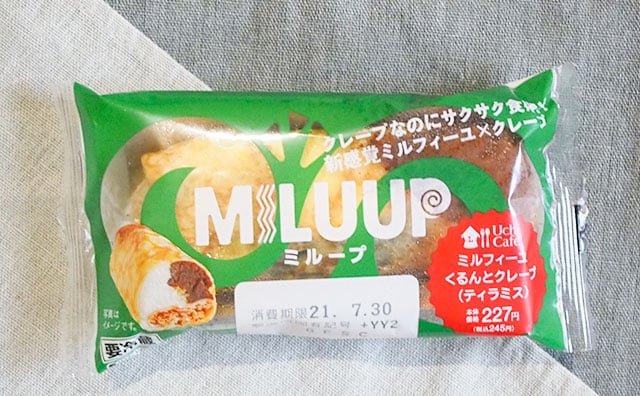 クレープなのにサクサク食感!
新感覚ミルフィーユ×クレープ
MILUUP
ミループ
Uchi
Café
ミルフィーユ
くるんとクレープ
(ティラミス)
本体
価格 227円
(税込245円)
写真は
イメージです。
消費期限21. 7.30
+YY2